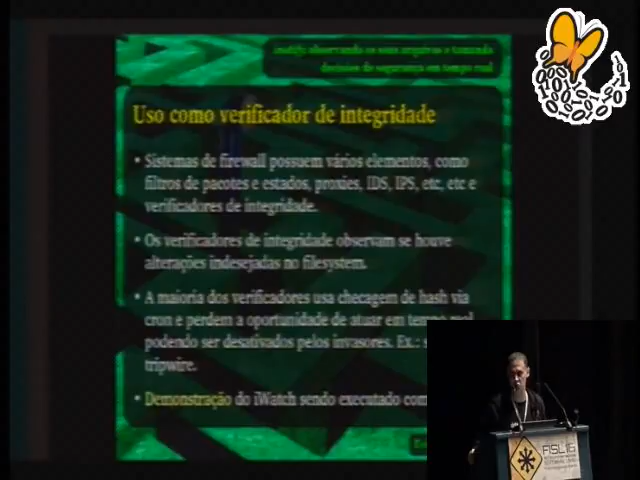 inotify: observando os seus arquivos e tomando
decisões de segurança em tempo real
Uso como verificador de integridade
• Sistemas de firewall possuem vários elementos, como
filtros de pacotes e estados, proxies, IDS, IPS, etc, etc e
verificadores de integridade.
• Os verificadores de integridade observam se houve
alterações indesejadas no filesystem.
• A maioria dos verificadores usa checagem de hash via
cron e perdem a oportunidade de atuar em tempo real
podendo ser desativados pelos invasores. Ex.:
tripwire.
• Demonstração do iWatch sendo executado
FISL16